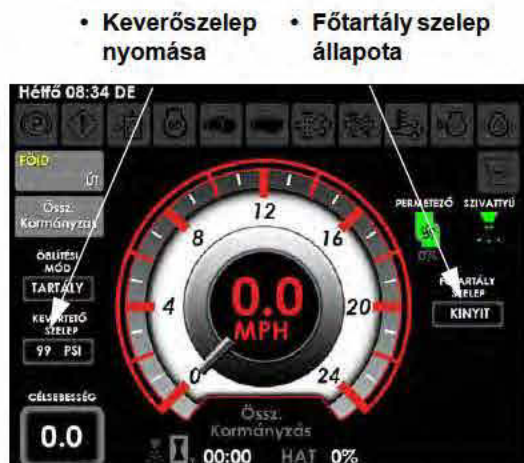 • Keverőszelep nyomása
• Főtartály szelep állapota
Hétfő 08:34 DE
FÖLD
ÚT
Össz.
Kormányzás
ÖBLÍTÉSI
MÓD
TARTÁLY
KEVERTETŐ
SZELEP
99 PSI
CÉLSEBESSÉG
0.0
0
4
8
12
16
20
24
0.0
MPH
Össz.
Kormányzás
00:00 HAT 0%
PERMETEZŐ SZIVATTYÚ
0%
FŐTARTÁLY
SZELEP
KINYIT